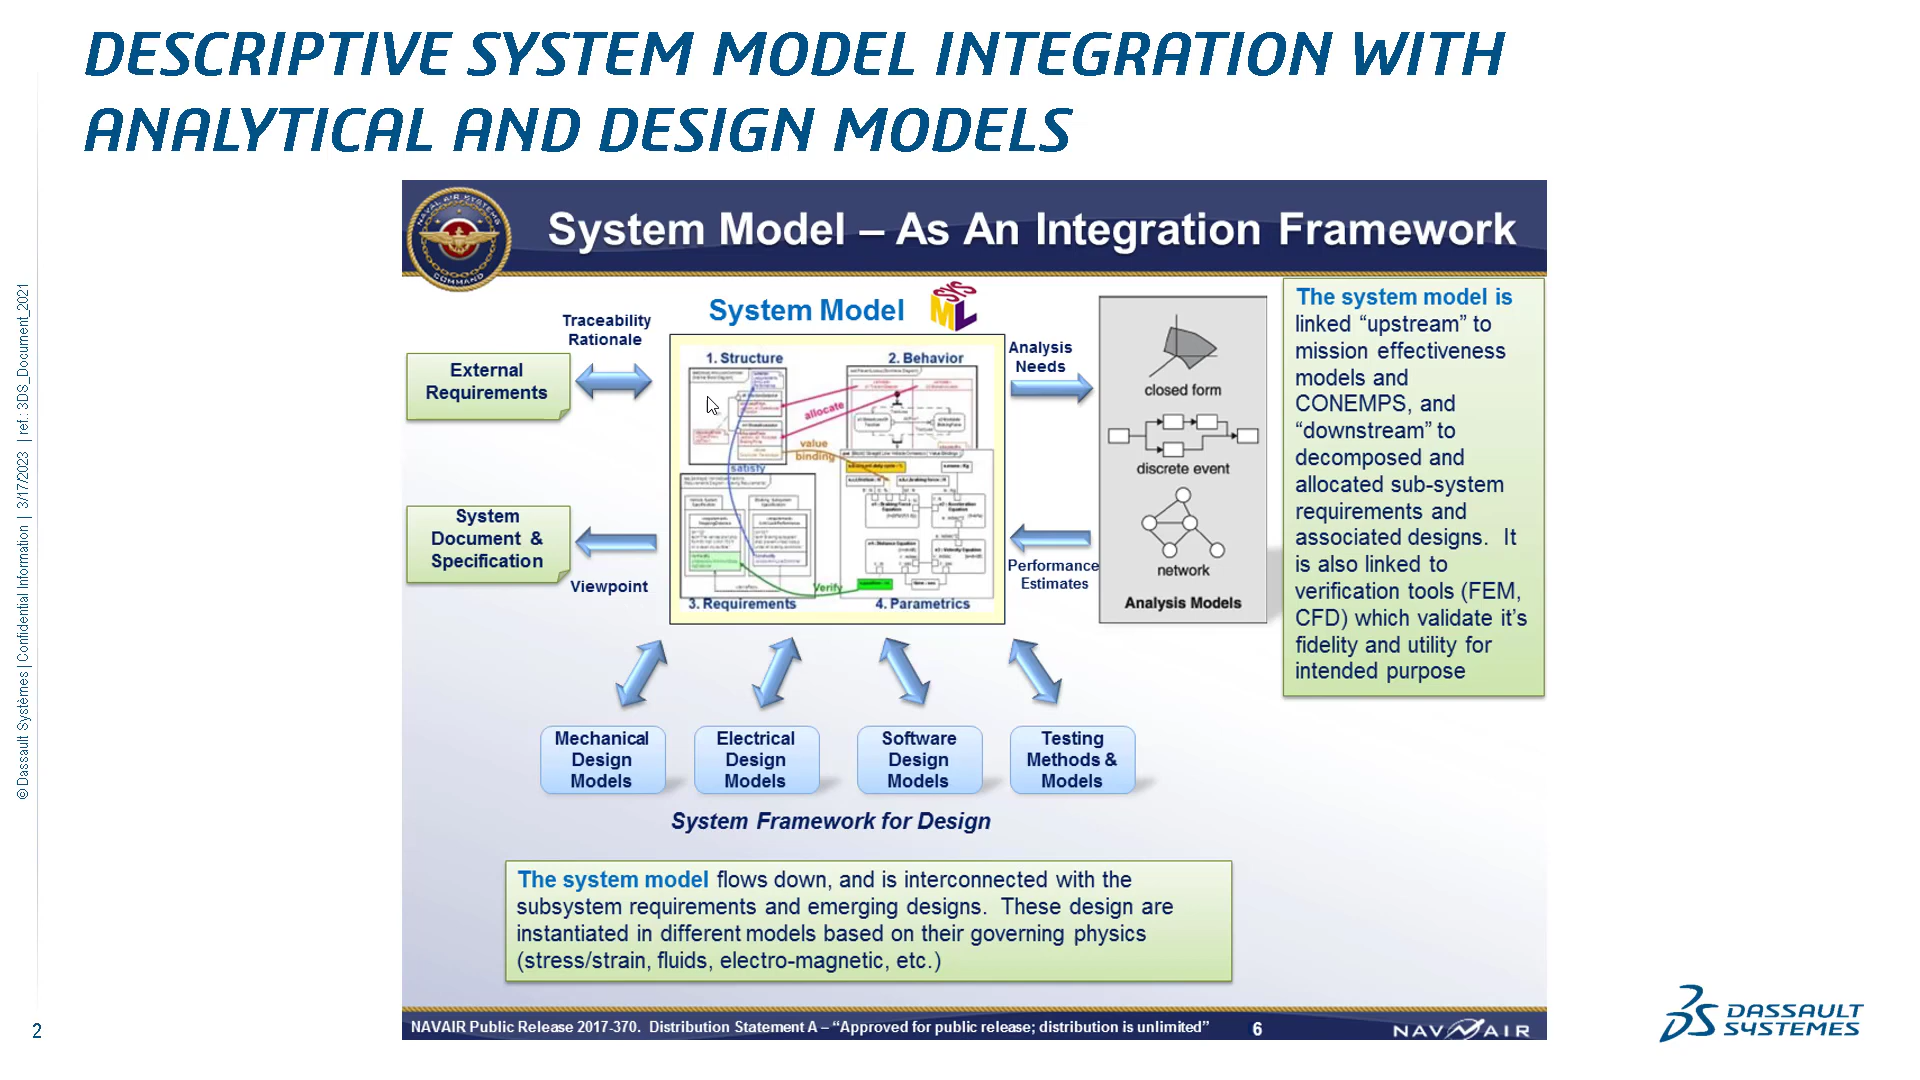 DESCRIPTIVE SYSTEM MODEL INTEGRATION WITH
ANALYTICAL AND DESIGN MODELS
© Dassault Systèmes | Confidential Information | 3/17/2023 | ref.: 3DS_Document_2021
NAVAL AIR SYSTEMS
COMMAND
System Model – As An Integration Framework
System Model
SYS
ML
Traceability
Rationale
External
Requirements
System
Document &
Specification
Viewpoint
1. Structure
2. Behavior
allocate
value
binding
satisfy
Verify
3. Requirements
4. Parametrics
Analysis
Needs
Performance
Estimates
closed form
discrete event
network
Analysis Models
The system model is
linked “upstream” to
mission effectiveness
models and
CONEMPS, and
“downstream” to
decomposed and
allocated sub-system
requirements and
associated designs. It
is also linked to
verification tools (FEM,
CFD) which validate it’s
fidelity and utility for
intended purpose
Mechanical
Design
Models
Electrical
Design
Models
Software
Design
Models
Testing
Methods &
Models
System Framework for Design
The system model flows down, and is interconnected with the
subsystem requirements and emerging designs. These design are
instantiated in different models based on their governing physics
(stress/strain, fluids, electro-magnetic, etc.)
NAVAIR Public Release 2017-370. Distribution Statement A – “Approved for public release; distribution is unlimited”
6
NAVAIR
2
DASSAULT
SYSTEMES